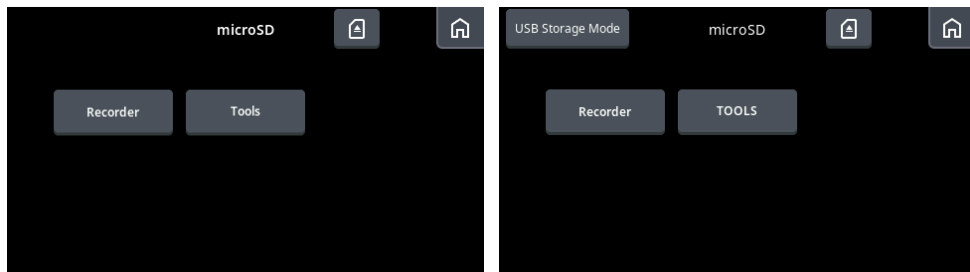 microSD
Recorder Tools
USB Storage Mode microSD
Recorder TOOLS